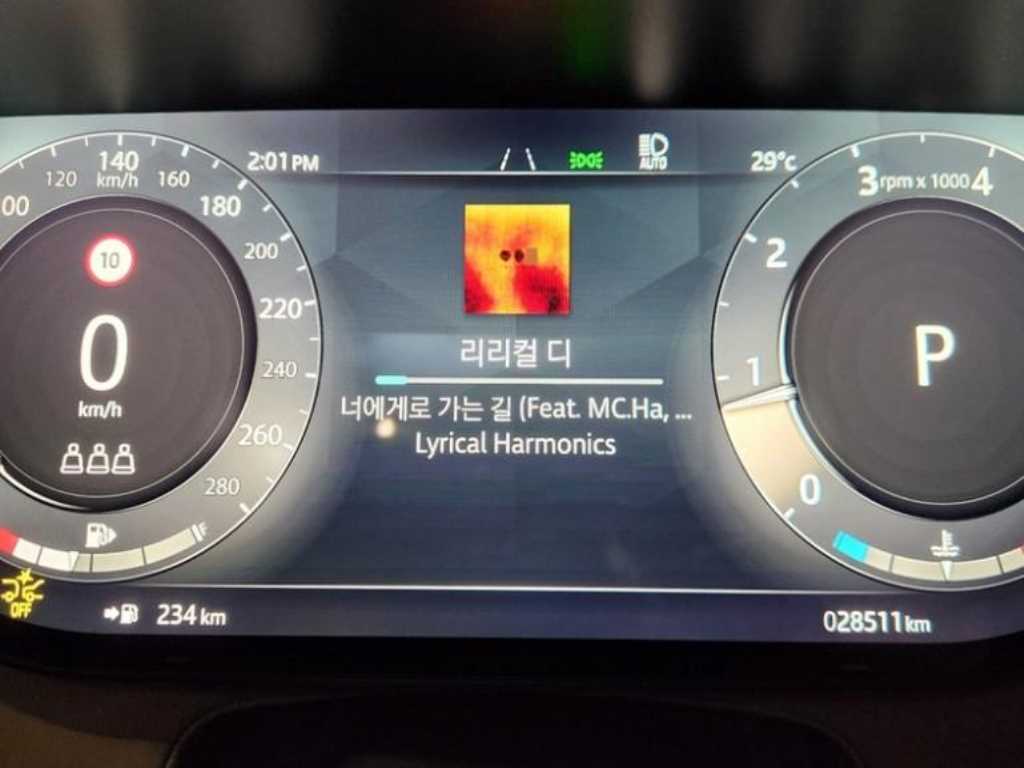 2:01 PM
AUTO
29°c
140
km/h
120
160
00
180
200
220
240
260
280
10
0
km/h
F
OFF
234 km
리리컬 디
너에게로 가는 길 (Feat. MC.Ha, ...
Lyrical Harmonics
3 rpm x 1000 4
2
1
0
P
028511 km